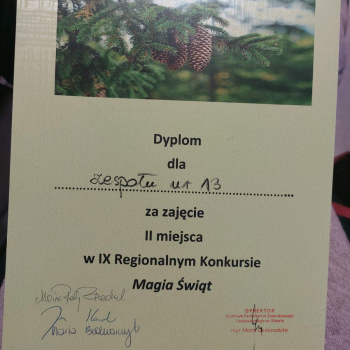 Dyplom
dla
zespołu nr 13
za zajęcie
II miejsca
w IX Regionalnym Konkursie
Magia Świąt
DYREKTOR